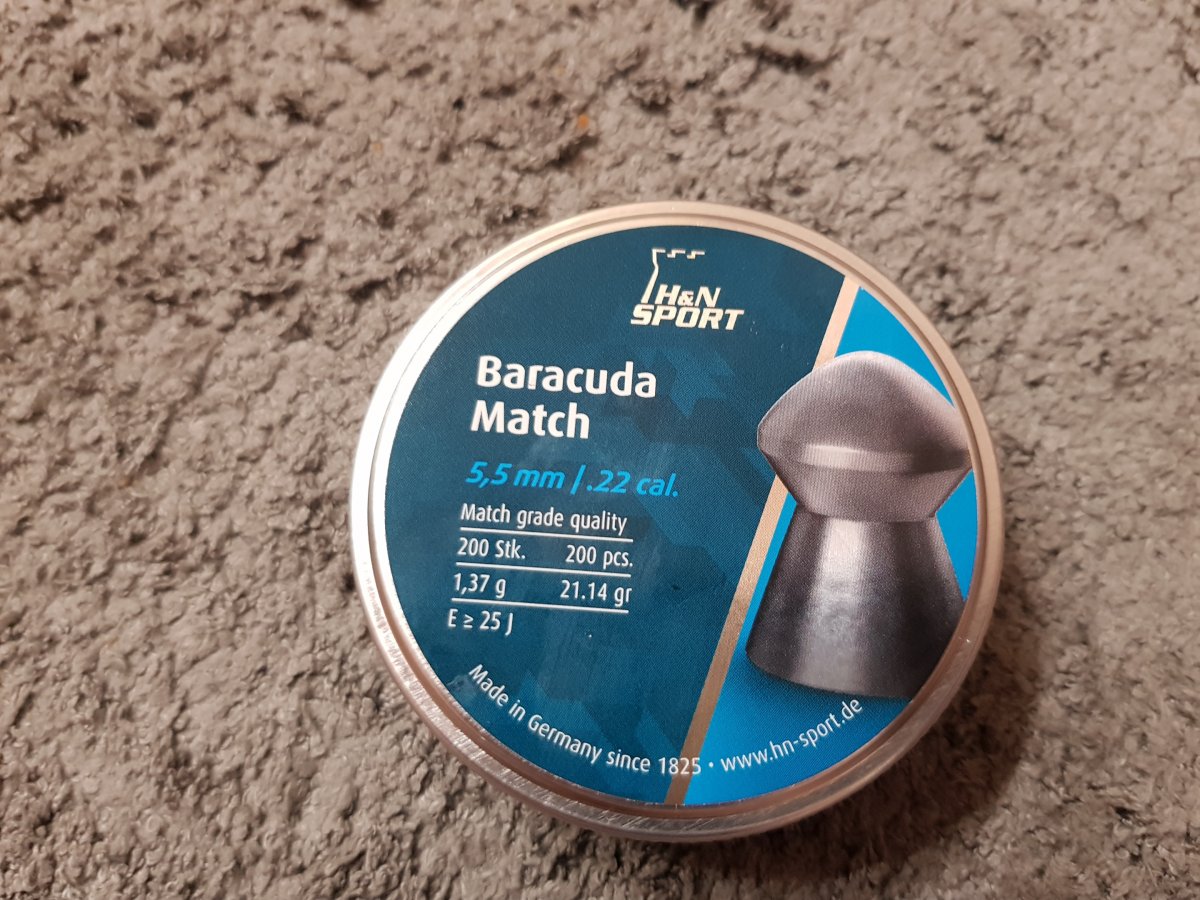 H&N
SPORT
Baracuda
Match
5,5 mm / .22 cal.
Match grade quality
200 Stk. 200 pcs.
1,37 g 21.14 gr
E ≥ 25 J
Made in Germany since 1825 • www.hn-sport.de